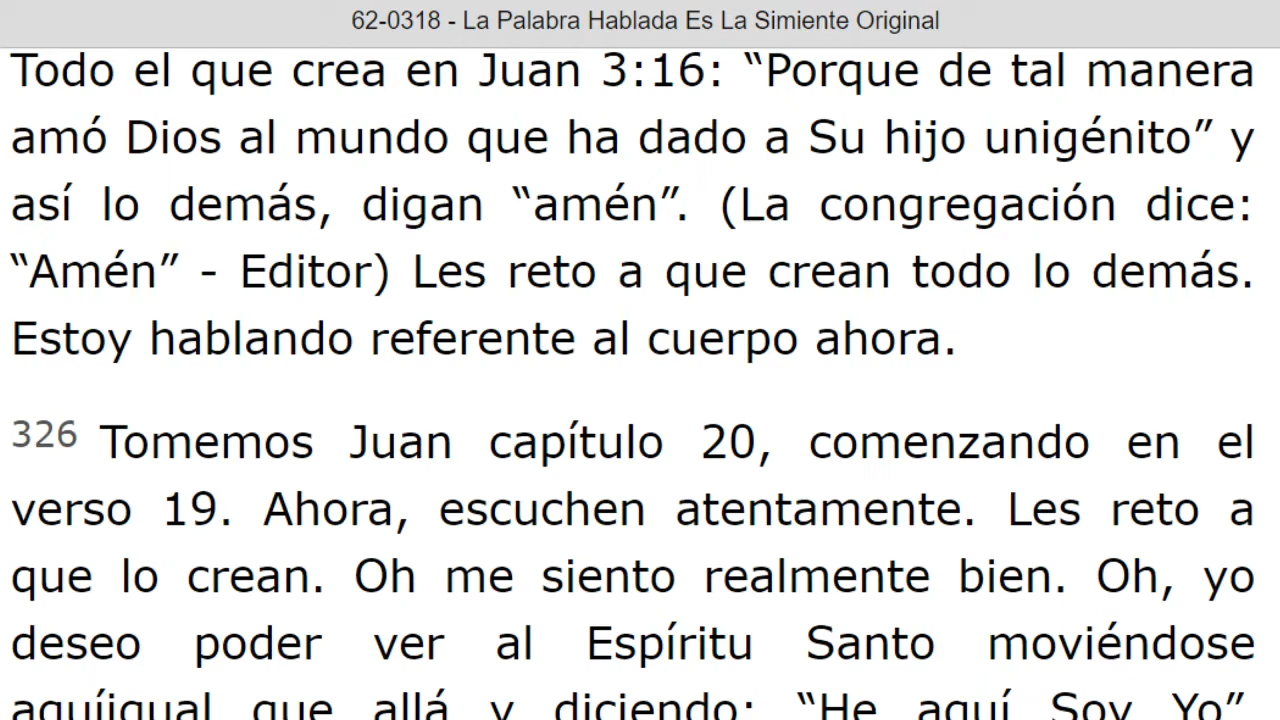 62-0318 - La Palabra Hablada Es La Simiente Original
Todo el que crea en Juan 3:16: “Porque de tal manera
amó Dios al mundo que ha dado a Su hijo unigénito” y
así lo demás, digan “amén”. (La congregación dice:
“Amén” - Editor) Les reto a que crean todo lo demás.
Estoy hablando referente al cuerpo ahora.
326 Tomemos Juan capítulo 20, comenzando en el
verso 19. Ahora, escuchen atentamente. Les reto a
que lo crean. Oh me siento realmente bien. Oh, yo
deseo poder ver al Espíritu Santo moviéndose
aquíigual que allá y diciendo: “He aquí Soy Yo”